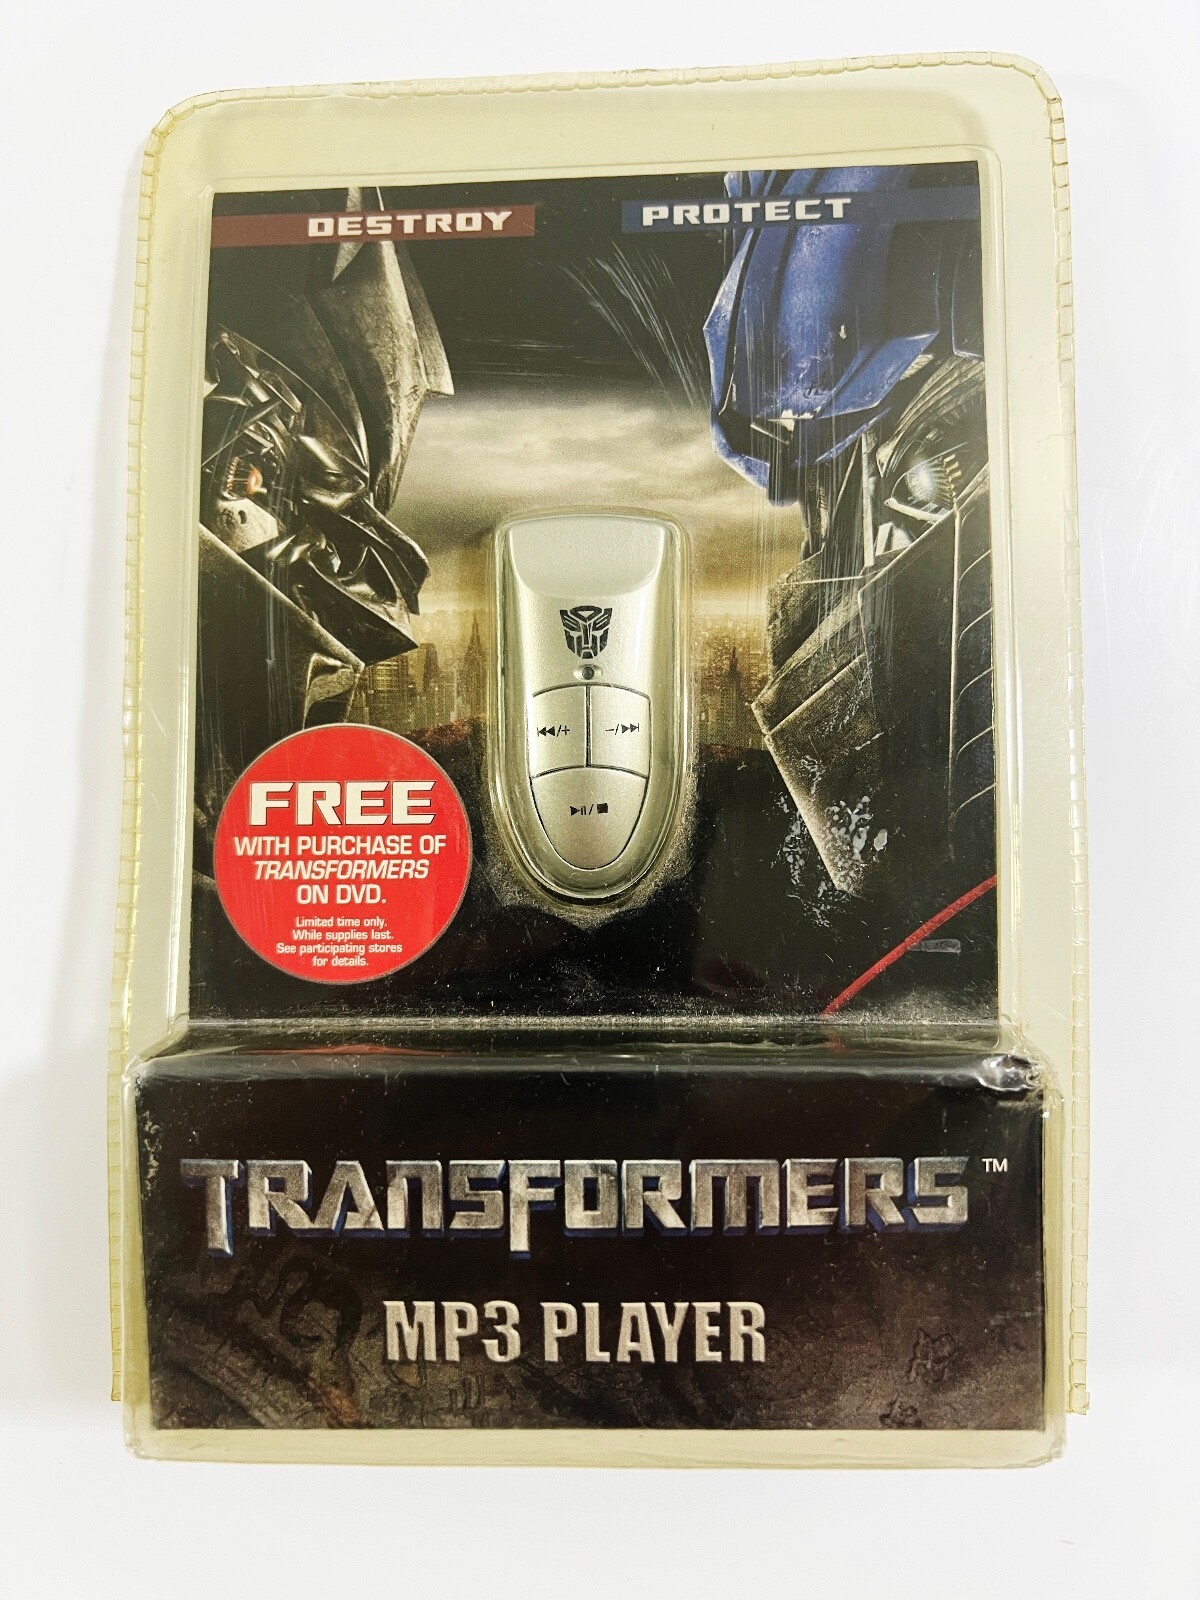 DESTROY
PROTECT
⏮/+
-/⏭
▶II/■
FREE
WITH PURCHASE OF
TRANSFORMERS
ON DVD.
Limited time only.
While supplies last.
See participating stores
for details.
TRANSFORMERS™
MP3 PLAYER